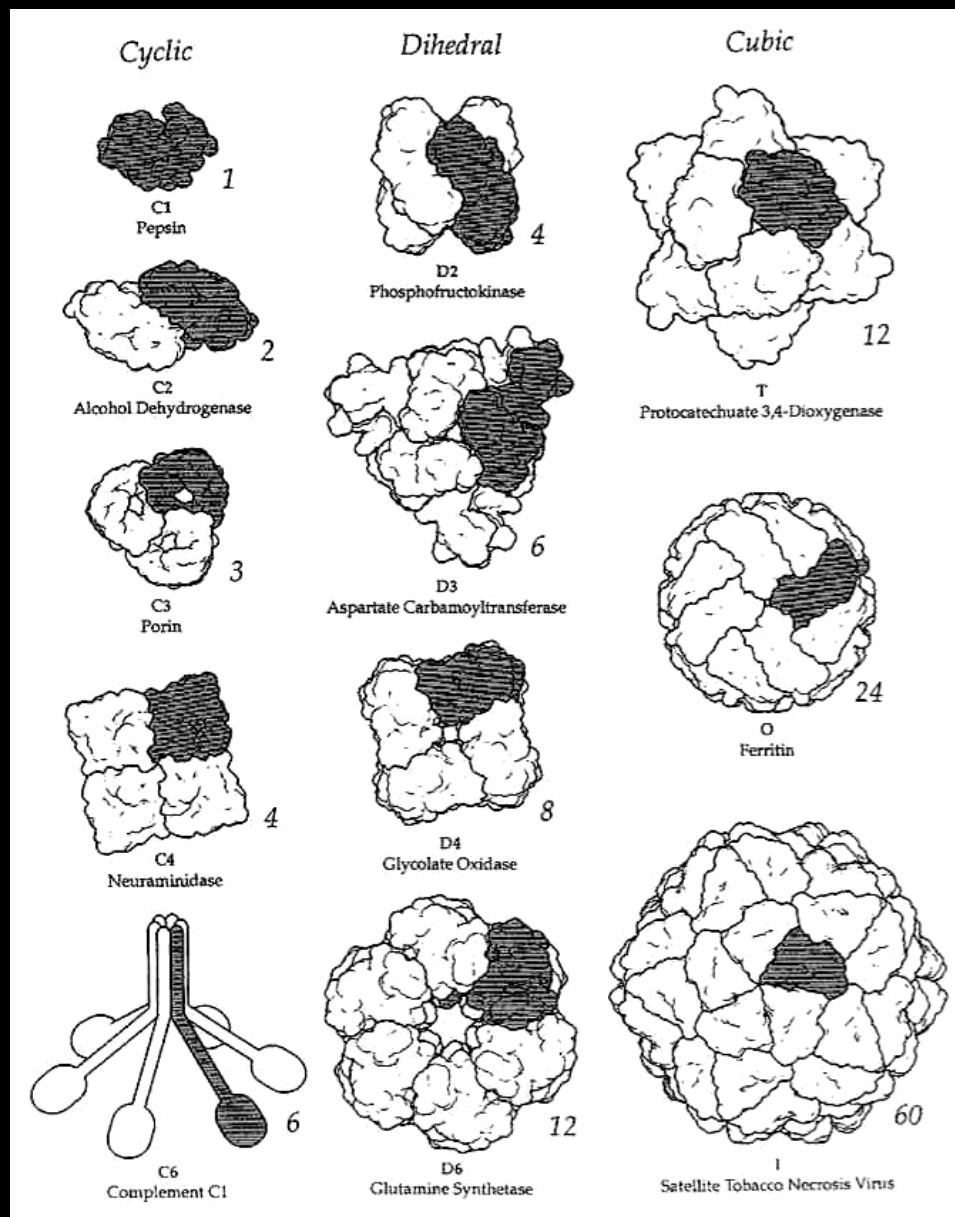 Cyclic
1
C1
Pepsin
2
C2
Alcohol Dehydrogenase
3
C3
Porin
4
C4
Neuraminidase
6
C6
Complement C1
Dihedral
4
D2
Phosphofructokinase
6
D3
Aspartate Carbamoyltransferase
8
D4
Glycolate Oxidase
12
D6
Glutamine Synthetase
Cubic
12
T
Protocatechuate 3,4-Dioxygenase
24
O
Ferritin
60
I
Satellite Tobacco Necrosis Virus